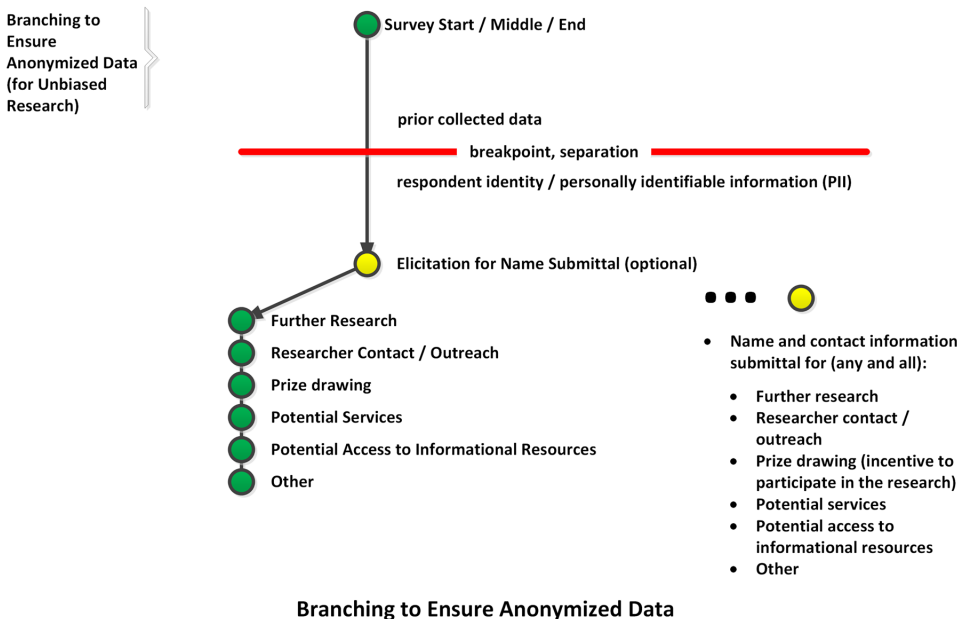 Branching to
Ensure
Anonymized Data
(for Unbiased
Research)
Survey Start / Middle / End
prior collected data
breakpoint, separation
respondent identity / personally identifiable information (PII)
Elicitation for Name Submittal (optional)
Further Research
Researcher Contact / Outreach
Prize drawing
Potential Services
Potential Access to Informational Resources
Other
• Name and contact information
submittal for (any and all):
• Further research
• Researcher contact /
outreach
• Prize drawing (incentive to
participate in the research)
• Potential services
• Potential access to
informational resources
• Other
Branching to Ensure Anonymized Data